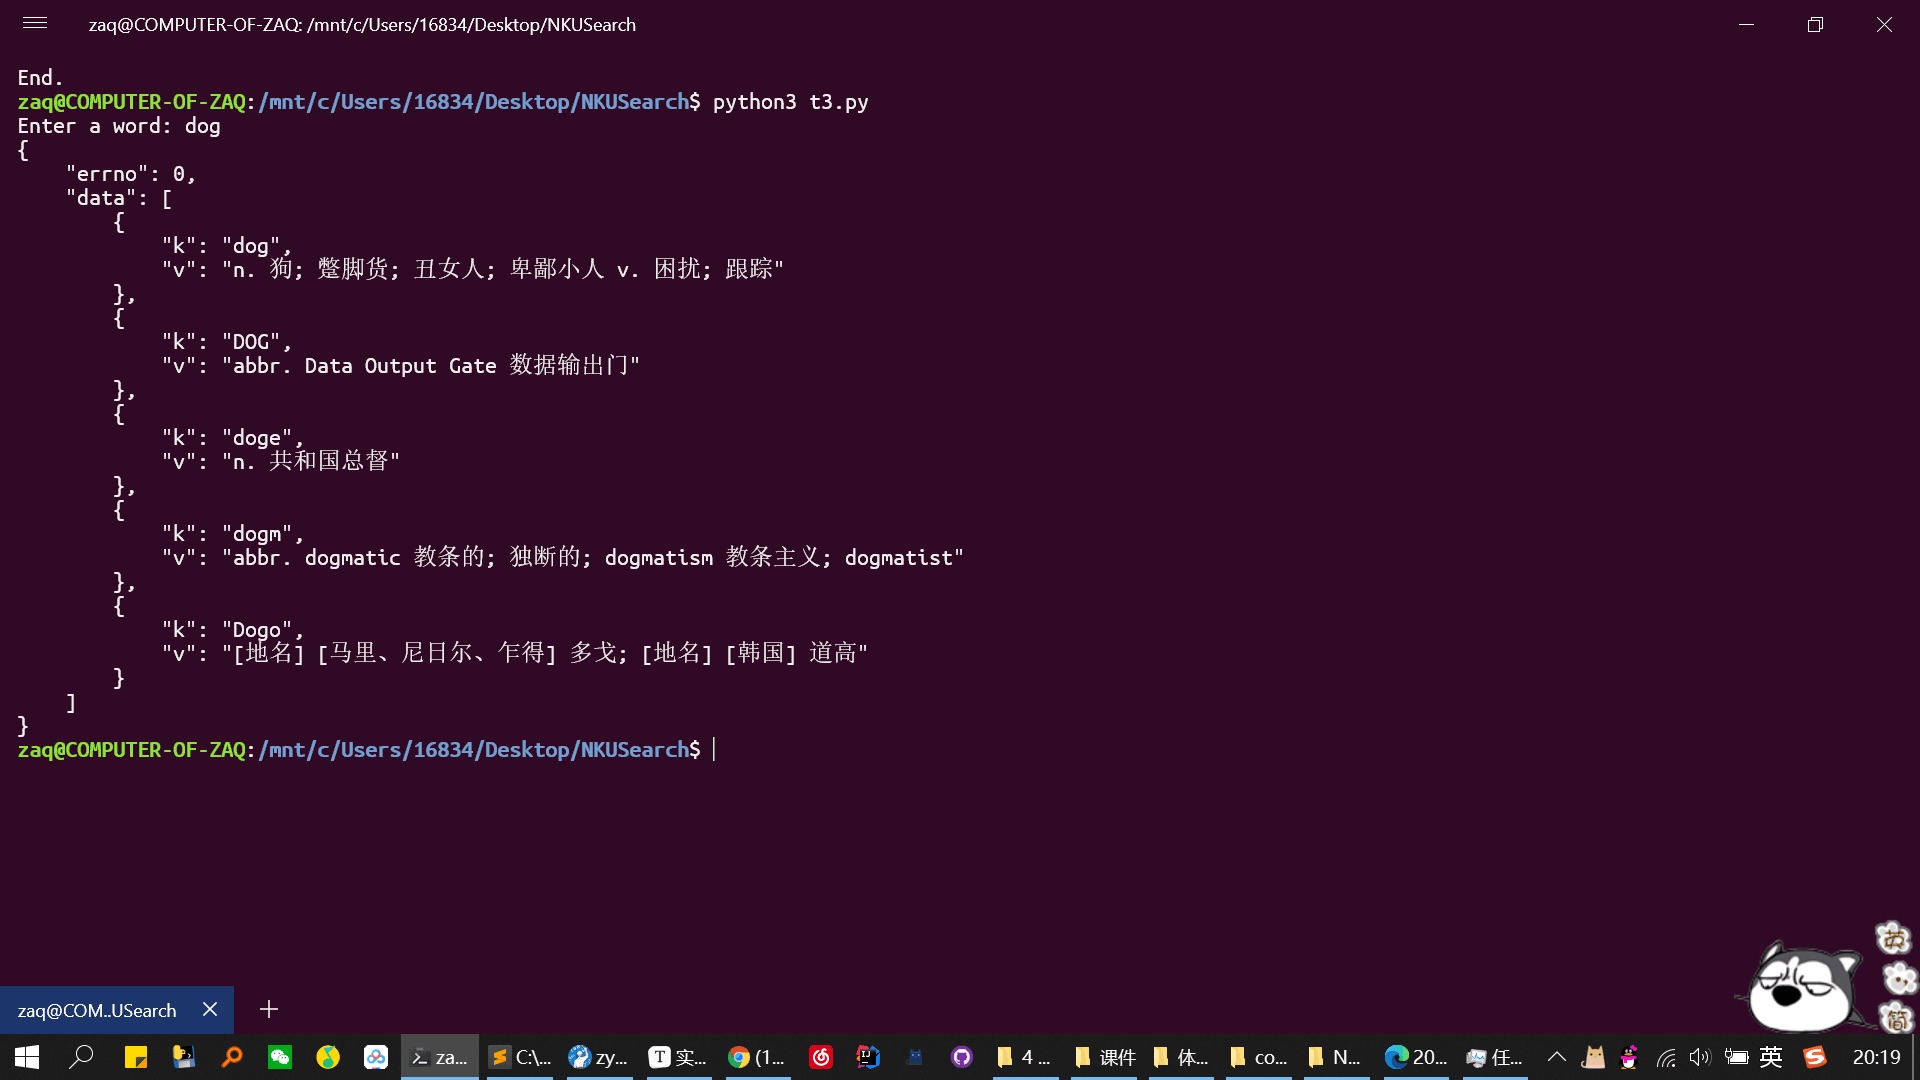 zaq@COMPUTER-OF-ZAQ: /mnt/c/Users/16834/Desktop/NKUSearch
End.
zaq@COMPUTER-OF-ZAQ:/mnt/c/Users/16834/Desktop/NKUSearch$ python3 t3.py
Enter a word: dog
{
    "errno": 0,
    "data": [
        {
            "k": "dog",
            "v": "n. 狗; 蹩脚货; 丑女人; 卑鄙小人 v. 困扰; 跟踪"
        },
        {
            "k": "DOG",
            "v": "abbr. Data Output Gate 数据输出门"
        },
        {
            "k": "doge",
            "v": "n. 共和国总督"
        },
        {
            "k": "dogm",
            "v": "abbr. dogmatic 教条的; 独断的; dogmatism 教条主义; dogmatist"
        },
        {
            "k": "Dogo",
            "v": "[地名] [马里、尼日尔、乍得] 多戈; [地名] [韩国] 道高"
        }
    ]
}
zaq@COMPUTER-OF-ZAQ:/mnt/c/Users/16834/Desktop/NKUSearch$
英
简
zaq@COM..USearch
za... C:\... zy... T 实... (1... 4 ... 课件 体... co... N... 20... 任... 英 20:19